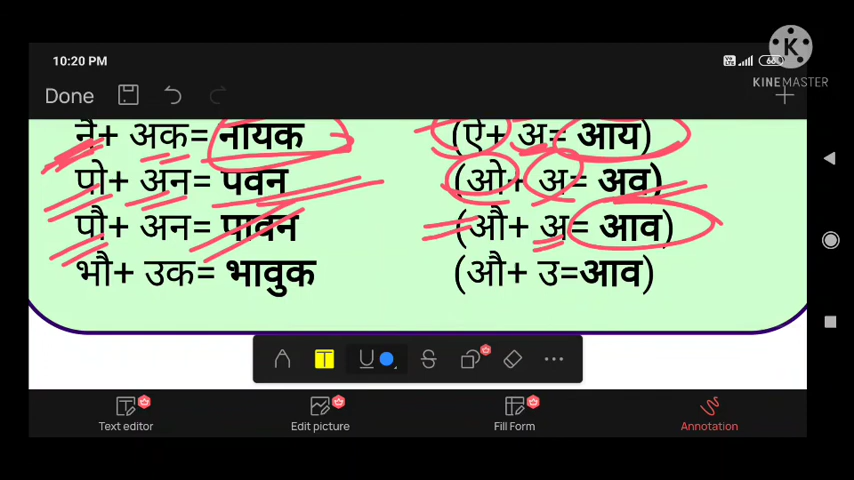 10:20 PM
K
KINEMASTER
Done
नै+ अक= नायक (ऐ+ अ= आय)
पो+ अन= पवन (ओ+ अ= अव)
पौ+ अन= पावन (औ+ अ= आव)
भौ+ उक= भावुक (औ+ उ=आव)
T U S
Text editor Edit picture Fill Form Annotation